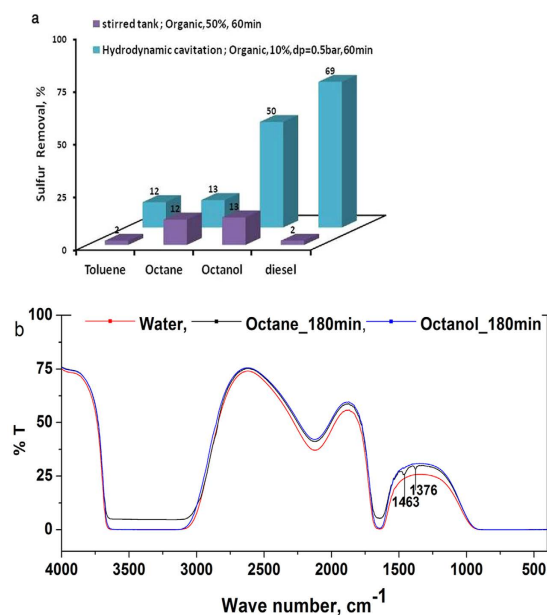 a
stirred tank ; Organic, 50%, 60min
Hydrodynamic cavitation ; Organic, 10%, dp=0.5bar, 60min
Sulfur Removal, %
100
75
50
25
0
12
13
50
69
2
12
13
2
Toluene Octane Octanol diesel
b
Water, Octane_180min, Octanol_180min
% T
100
75
50
25
0
1463
1376
4000 3500 3000 2500 2000 1500 1000 500
Wave number, cm-1